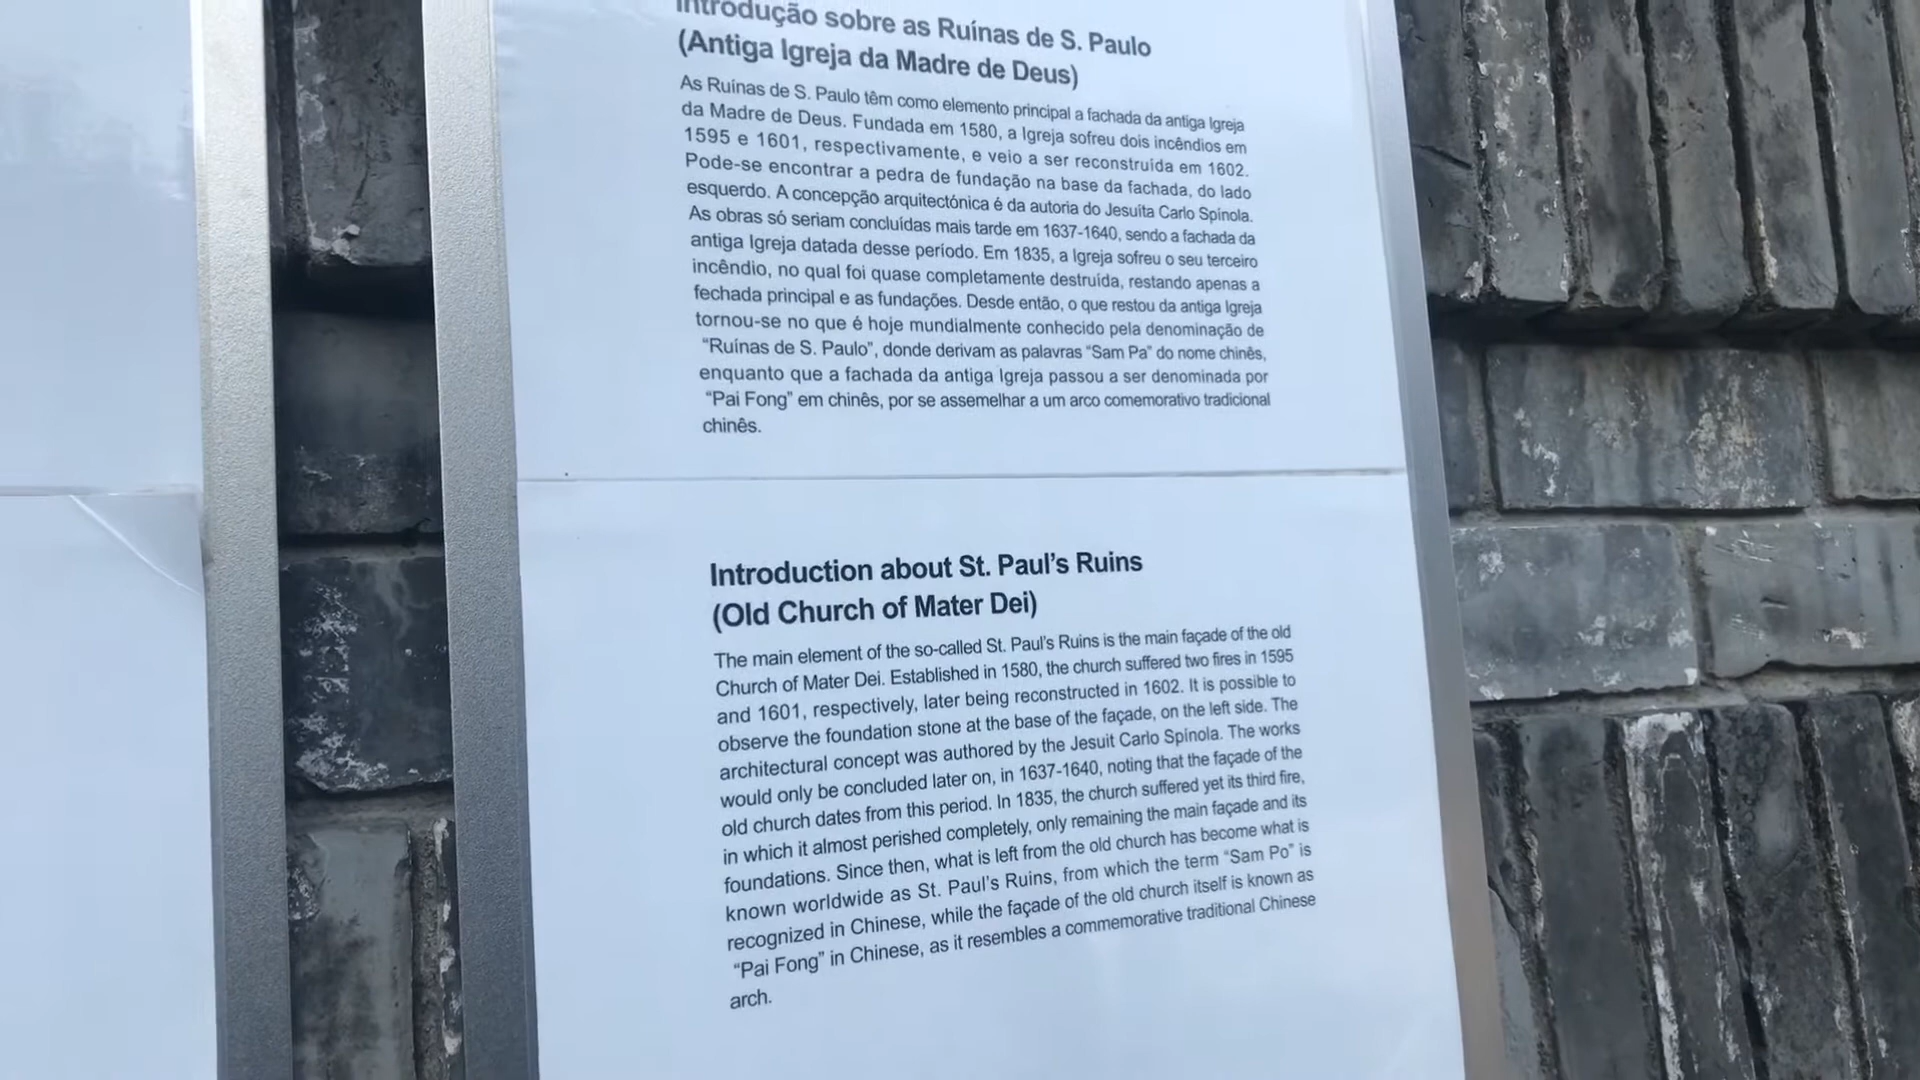 Introdução sobre as Ruínas de S. Paulo
(Antiga Igreja da Madre de Deus)
As Ruínas de S. Paulo têm como elemento principal a fachada da antiga Igreja
da Madre de Deus. Fundada em 1580, a Igreja sofreu dois incêndios em
1595 e 1601, respectivamente, e veio a ser reconstruída em 1602.
Pode-se encontrar a pedra de fundação na base da fachada, do lado
esquerdo. A concepção arquitectónica é da autoria do Jesuíta Carlo Spinola.
As obras só seriam concluídas mais tarde em 1637-1640, sendo a fachada da
antiga Igreja datada desse período. Em 1835, a Igreja sofreu o seu terceiro
incêndio, no qual foi quase completamente destruída, restando apenas a
fechada principal e as fundações. Desde então, o que restou da antiga Igreja
tornou-se no que é hoje mundialmente conhecido pela denominação de
“Ruínas de S. Paulo”, donde derivam as palavras “Sam Pa” do nome chinês,
enquanto que a fachada da antiga Igreja passou a ser denominada por
“Pai Fong” em chinês, por se assemelhar a um arco comemorativo tradicional
chinês.
Introduction about St. Paul’s Ruins
(Old Church of Mater Dei)
The main element of the so-called St. Paul’s Ruins is the main façade of the old
Church of Mater Dei. Established in 1580, the church suffered two fires in 1595
and 1601, respectively, later being reconstructed in 1602. It is possible to
observe the foundation stone at the base of the façade, on the left side. The
architectural concept was authored by the Jesuit Carlo Spinola. The works
would only be concluded later on, in 1637-1640, noting that the façade of the
old church dates from this period. In 1835, the church suffered yet its third fire,
in which it almost perished completely, only remaining the main façade and its
foundations. Since then, what is left from the old church has become what is
known worldwide as St. Paul’s Ruins, from which the term “Sam Po” is
recognized in Chinese, while the façade of the old church itself is known as
“Pai Fong” in Chinese, as it resembles a commemorative traditional Chinese
arch.